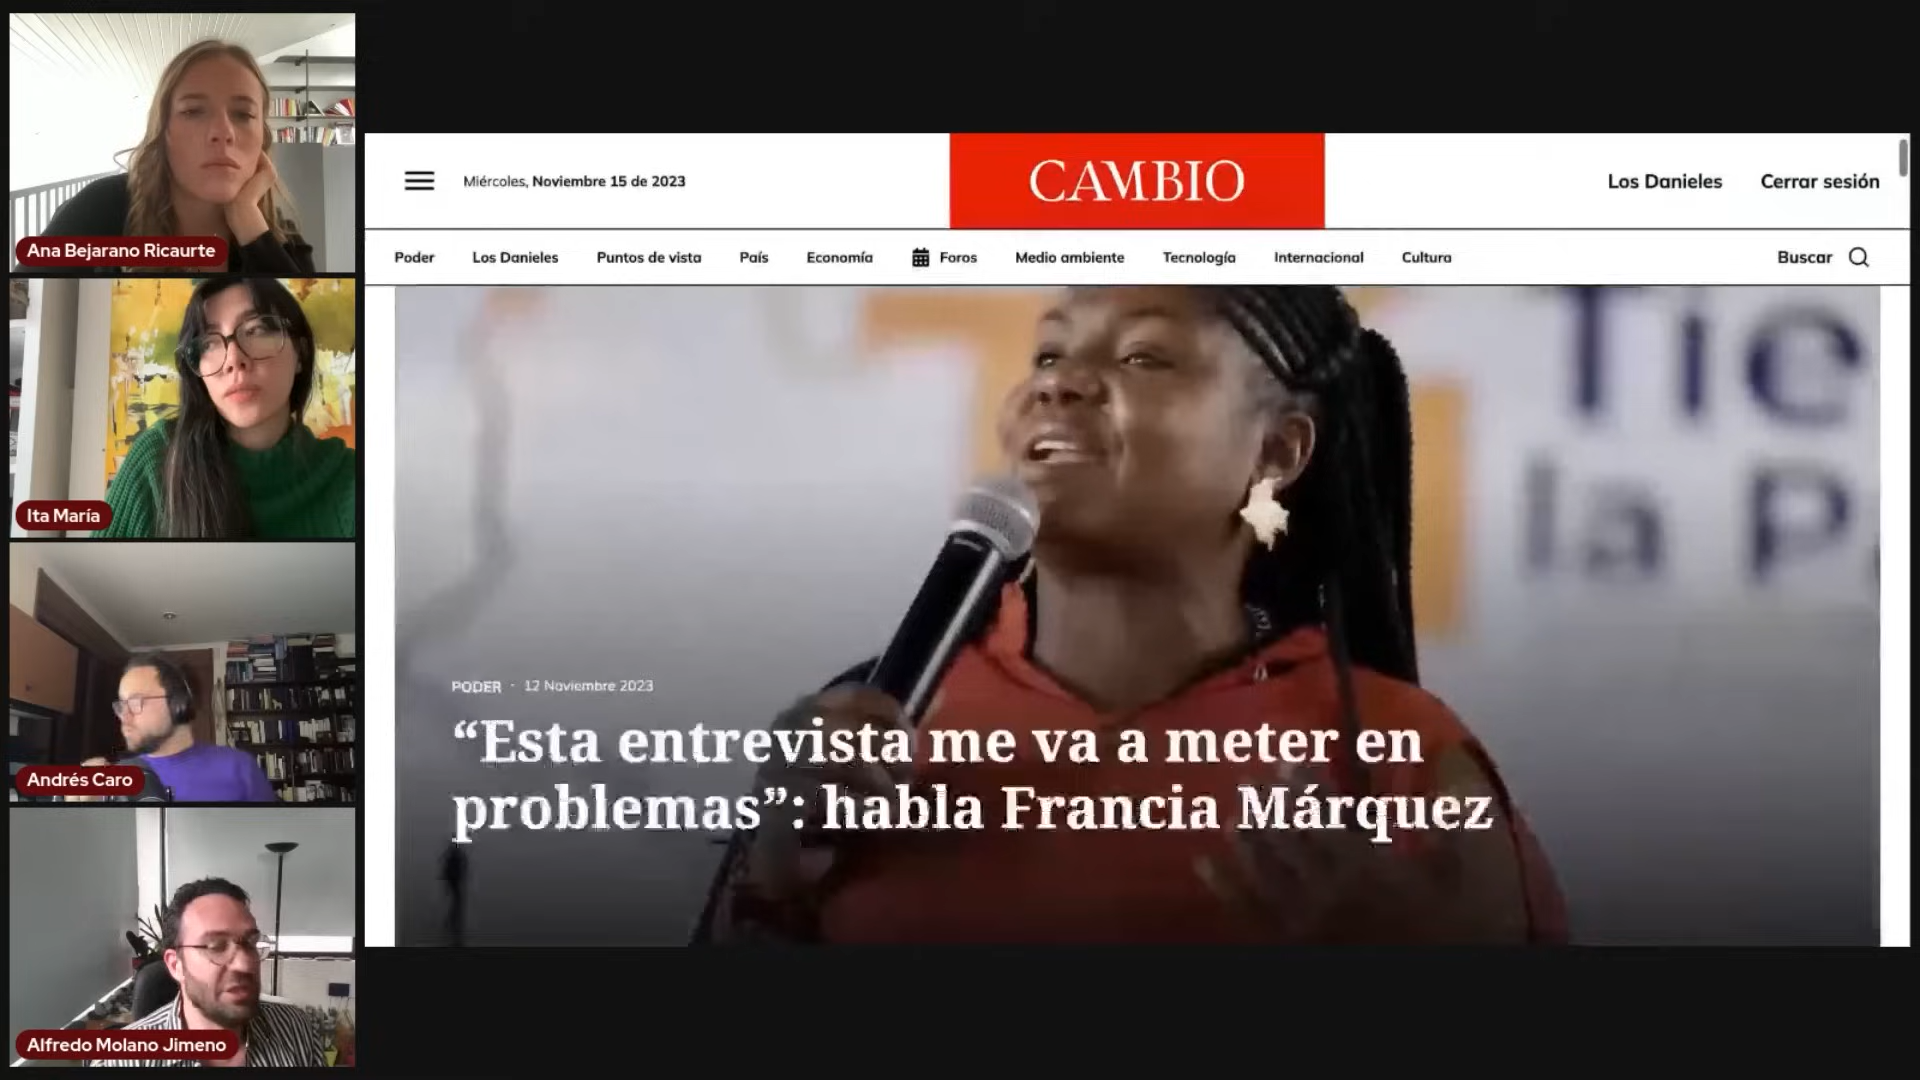 Ana Bejarano Ricaurte
Ita María
Andrés Caro
Alfredo Molano Jimeno
Miércoles, Noviembre 15 de 2023
CAMBIO
Los Danieles
Cerrar sesión
Poder
Los Danieles
Puntos de vista
País
Economía
Foros
Medio ambiente
Tecnología
Internacional
Cultura
Buscar
Tie
la P
PODER · 12 Noviembre 2023
“Esta entrevista me va a meter en
problemas”: habla Francia Márquez